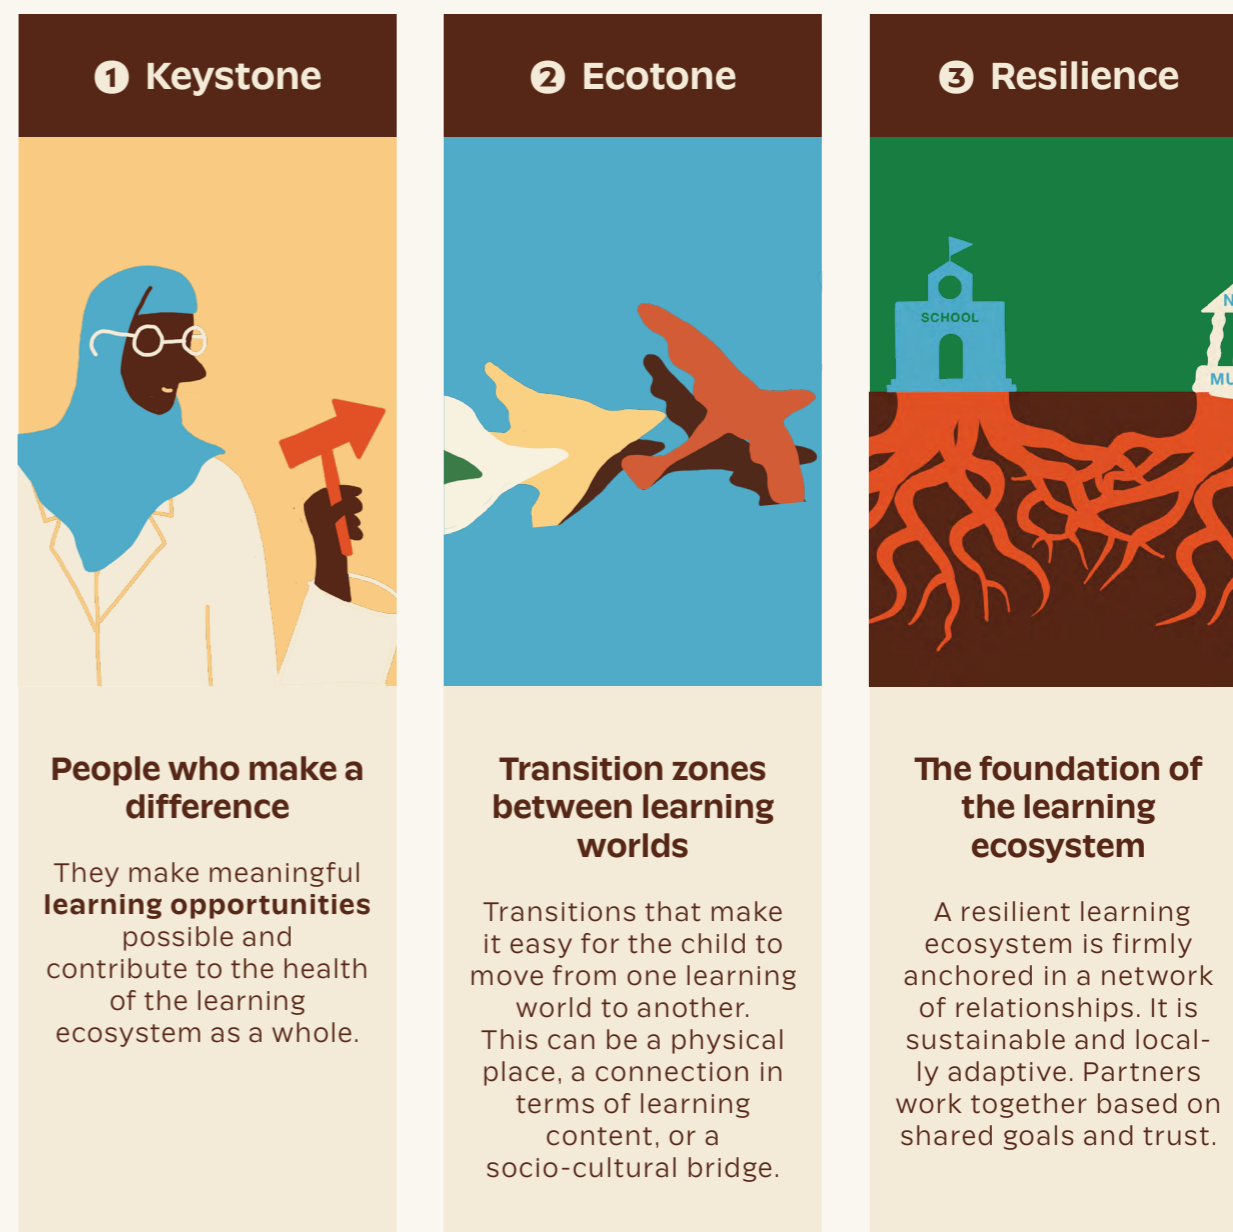 1 Keystone
People who make a
difference
They make meaningful
learning opportunities
possible and
contribute to the health
of the learning
ecosystem as a whole.
2 Ecotone
Transition zones
between learning
worlds
Transitions that make
it easy for the child to
move from one learning
world to another.
This can be a physical
place, a connection in
terms of learning
content, or a
socio-cultural bridge.
3 Resilience
SCHOOL
N
MU
The foundation of
the learning
ecosystem
A resilient learning
ecosystem is firmly
anchored in a network
of relationships. It is
sustainable and local-
ly adaptive. Partners
work together based on
shared goals and trust.